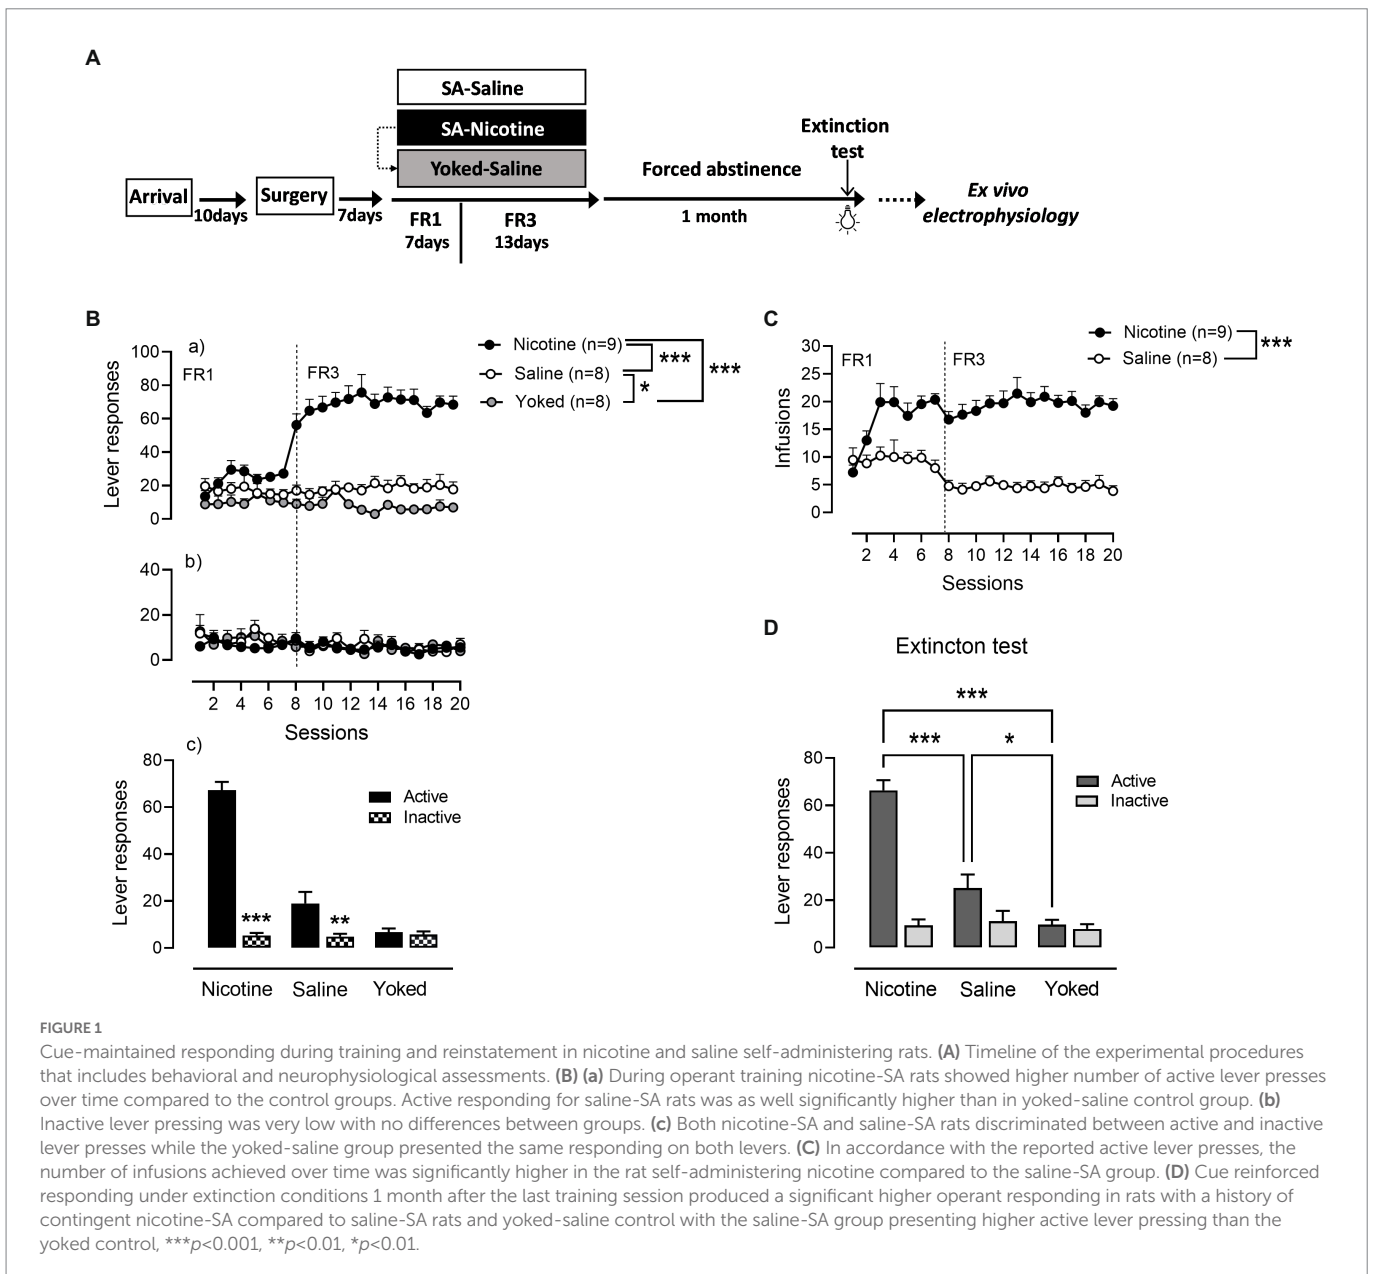 A
SA-Saline
SA-Nicotine
Yoked-Saline
Extinction
test
Forced abstinence
Arrival
Surgery
10days
7days
FR1
7days
FR3
13days
1 month
Ex vivo
electrophysiology
B
a)
FR1
FR3
Lever responses
100
80
60
40
20
0
Nicotine (n=9)
Saline (n=8)
Yoked (n=8)
***
*
***
b)
40
20
0
2 4 6 8 10 12 14 16 18 20
Sessions
c)
Lever responses
80
60
40
20
0
Active
Inactive
***
**
Nicotine Saline Yoked
C
FR1
FR3
Infusions
30
25
20
15
10
5
0
Nicotine (n=9)
Saline (n=8)
***
2 4 6 8 10 12 14 16 18 20
Sessions
D
Extincton test
***
***
*
Lever responses
80
60
40
20
0
Active
Inactive
Nicotine Saline Yoked
FIGURE 1
Cue-maintained responding during training and reinstatement in nicotine and saline self-administering rats. (A) Timeline of the experimental procedures
that includes behavioral and neurophysiological assessments. (B) (a) During operant training nicotine-SA rats showed higher number of active lever presses
over time compared to the control groups. Active responding for saline-SA rats was as well significantly higher than in yoked-saline control group. (b)
Inactive lever pressing was very low with no differences between groups. (c) Both nicotine-SA and saline-SA rats discriminated between active and inactive
lever presses while the yoked-saline group presented the same responding on both levers. (C) In accordance with the reported active lever presses, the
number of infusions achieved over time was significantly higher in the rat self-administering nicotine compared to the saline-SA group. (D) Cue reinforced
responding under extinction conditions 1 month after the last training session produced a significant higher operant responding in rats with a history of
contingent nicotine-SA compared to saline-SA rats and yoked-saline control with the saline-SA group presenting higher active lever pressing than the
yoked control, ***p<0.001, **p<0.01, *p<0.01.